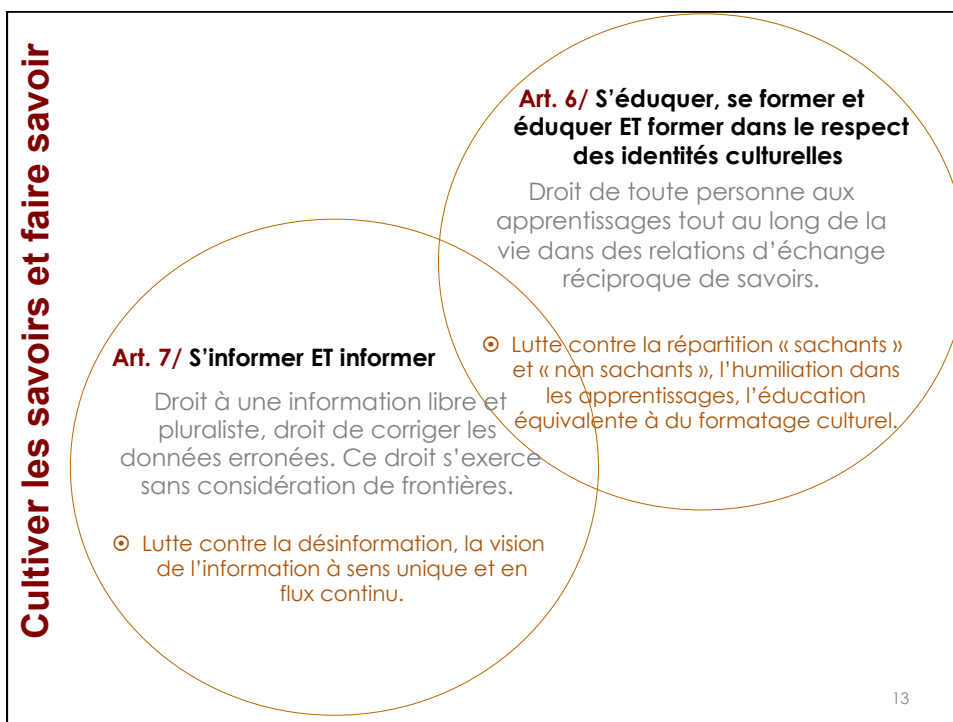 Cultiver les savoirs et faire savoir
Art. 6/ S’éduquer, se former et
éduquer ET former dans le respect
des identités culturelles
Droit de toute personne aux
apprentissages tout au long de la
vie dans des relations d’échange
réciproque de savoirs.
Lutte contre la répartition « sachants »
et « non sachants », l’humiliation dans
les apprentissages, l’éducation
équivalente à du formatage culturel.
Art. 7/ S’informer ET informer
Droit à une information libre et
pluraliste, droit de corriger les
données erronées. Ce droit s’exerce
sans considération de frontières.
Lutte contre la désinformation, la vision
de l’information à sens unique et en
flux continu.
13